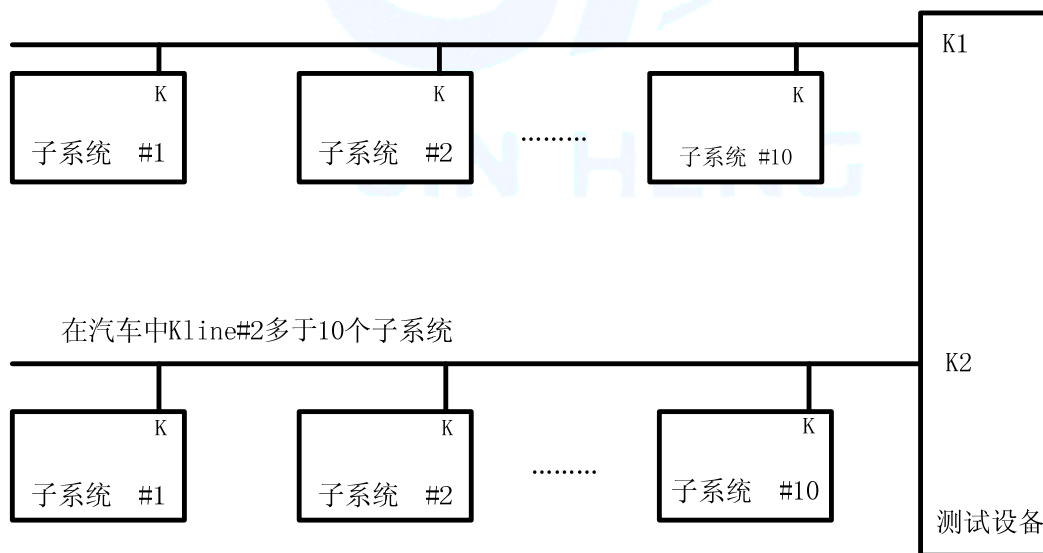 K1
K K K
子系统 #1 子系统 #2 ……… 子系统 #10
JIN HENG
在汽车中Kline#2多于10个子系统
K2
K K K
子系统 #1 子系统 #2 ……… 子系统 #10
测试设备